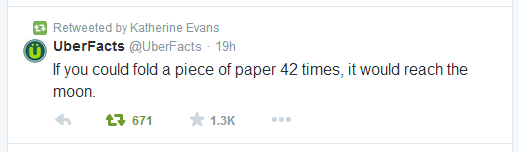 Retweeted by Katherine Evans
UberFacts @UberFacts · 19h
If you could fold a piece of paper 42 times, it would reach the
moon.
671 1.3K